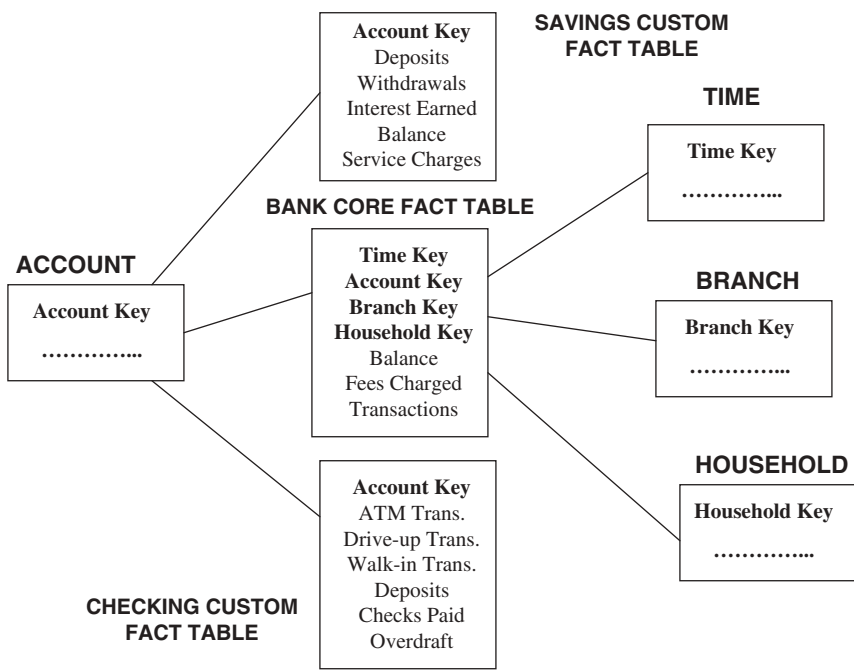 SAVINGS CUSTOM
FACT TABLE
Account Key
Deposits
Withdrawals
Interest Earned
Balance
Service Charges
TIME
Time Key
…………...
BANK CORE FACT TABLE
Time Key
Account Key
Branch Key
Household Key
Balance
Fees Charged
Transactions
ACCOUNT
Account Key
…………...
BRANCH
Branch Key
…………...
HOUSEHOLD
Household Key
…………...
Account Key
ATM Trans.
Drive-up Trans.
Walk-in Trans.
Deposits
Checks Paid
Overdraft
CHECKING CUSTOM
FACT TABLE